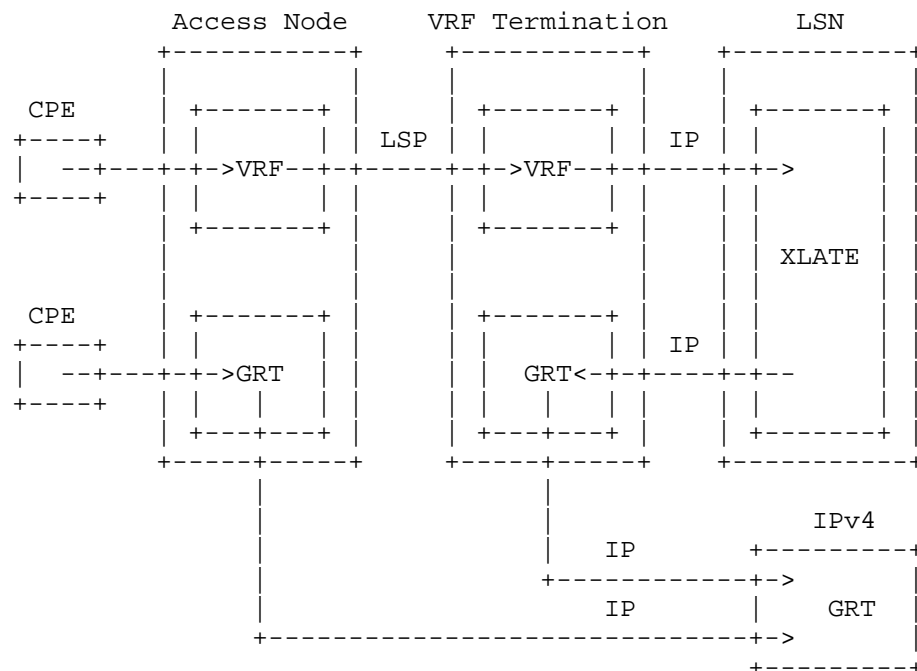 Access Node VRF Termination LSN
CPE
LSP IP
VRF VRF
XLATE
CPE
IP
GRT GRT
IPv4
IP
GRT
IP